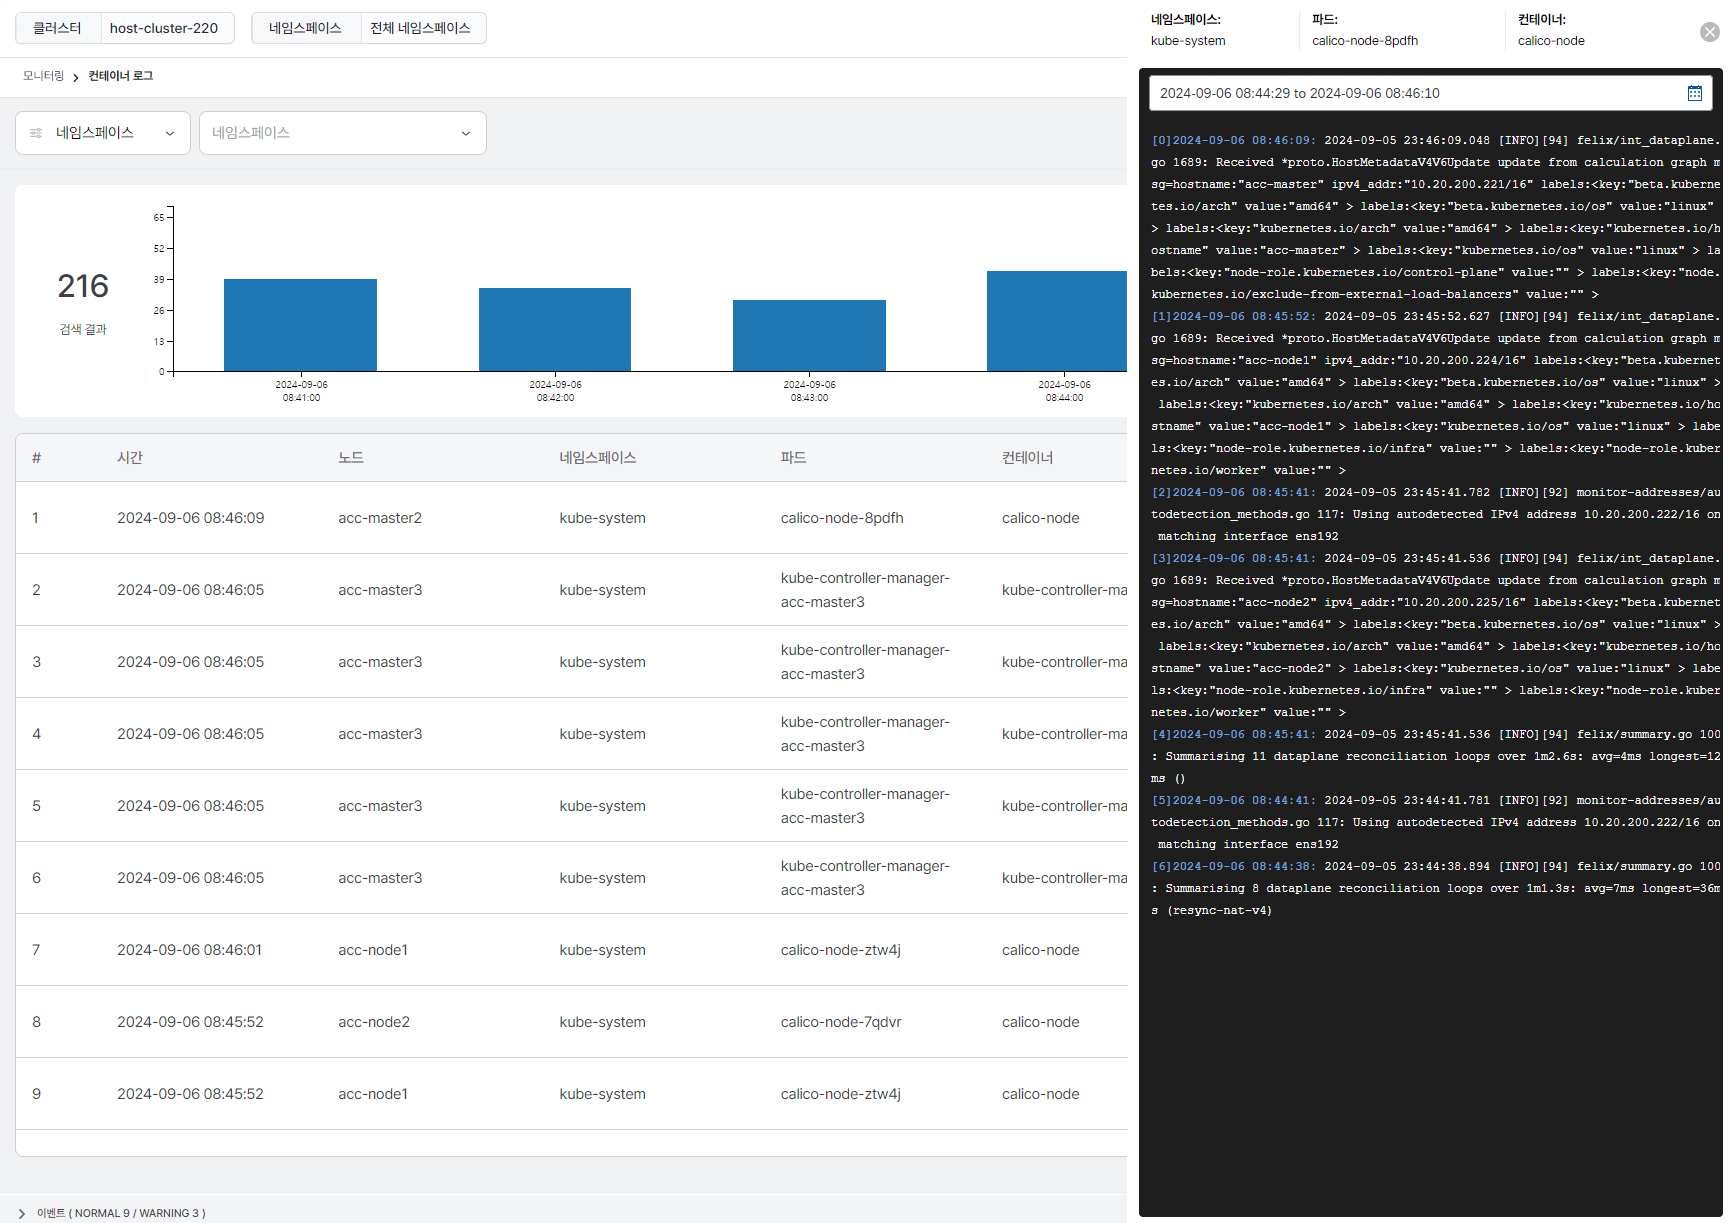 클러스터 host-cluster-220 네임스페이스 전체 네임스페이스
모니터링 > 컨테이너 로그
네임스페이스 네임스페이스
216
검색 결과
65
52
39
26
13
0
2024-09-06 2024-09-06 2024-09-06 2024-09-06
08:41:00 08:42:00 08:43:00 08:44:00
# 시간 노드 네임스페이스 파드 컨테이너
1 2024-09-06 08:46:09 acc-master2 kube-system calico-node-8pdfh calico-node
2 2024-09-06 08:46:05 acc-master3 kube-system kube-controller-manager- kube-controller-ma
acc-master3
3 2024-09-06 08:46:05 acc-master3 kube-system kube-controller-manager- kube-controller-ma
acc-master3
4 2024-09-06 08:46:05 acc-master3 kube-system kube-controller-manager- kube-controller-ma
acc-master3
5 2024-09-06 08:46:05 acc-master3 kube-system kube-controller-manager- kube-controller-ma
acc-master3
6 2024-09-06 08:46:05 acc-master3 kube-system kube-controller-manager- kube-controller-ma
acc-master3
7 2024-09-06 08:46:01 acc-node1 kube-system calico-node-ztw4j calico-node
8 2024-09-06 08:45:52 acc-node2 kube-system calico-node-7qdvr calico-node
9 2024-09-06 08:45:52 acc-node1 kube-system calico-node-ztw4j calico-node
이벤트 ( NORMAL 9 / WARNING 3 )
네임스페이스: 파드: 컨테이너:
kube-system calico-node-8pdfh calico-node
2024-09-06 08:44:29 to 2024-09-06 08:46:10
[0]2024-09-06 08:46:09: 2024-09-05 23:46:09.048 [INFO][94] felix/int_dataplane.
go 1689: Received *proto.HostMetadataV4V6Update update from calculation graph m
sg=hostname:"acc-master" ipv4_addr:"10.20.200.221/16" labels:<key:"beta.kuberne
tes.io/arch" value:"amd64" > labels:<key:"beta.kubernetes.io/os" value:"linux"
> labels:<key:"kubernetes.io/arch" value:"amd64" > labels:<key:"kubernetes.io/h
ostname" value:"acc-master" > labels:<key:"kubernetes.io/os" value:"linux" > la
bels:<key:"node-role.kubernetes.io/control-plane" value:"" > labels:<key:"node.
kubernetes.io/exclude-from-external-load-balancers" value:"" >
[1]2024-09-06 08:45:52: 2024-09-05 23:45:52.627 [INFO][94] felix/int_dataplane.
go 1689: Received *proto.HostMetadataV4V6Update update from calculation graph m
sg=hostname:"acc-node1" ipv4_addr:"10.20.200.224/16" labels:<key:"beta.kubernet
es.io/arch" value:"amd64" > labels:<key:"beta.kubernetes.io/os" value:"linux" >
labels:<key:"kubernetes.io/arch" value:"amd64" > labels:<key:"kubernetes.io/ho
stname" value:"acc-node1" > labels:<key:"kubernetes.io/os" value:"linux" > labe
ls:<key:"node-role.kubernetes.io/infra" value:"" > labels:<key:"node-role.kuber
netes.io/worker" value:"" >
[2]2024-09-06 08:45:41: 2024-09-05 23:45:41.782 [INFO][92] monitor-addresses/au
todetection_methods.go 117: Using autodetected IPv4 address 10.20.200.222/16 on
matching interface ens192
[3]2024-09-06 08:45:41: 2024-09-05 23:45:41.536 [INFO][94] felix/int_dataplane.
go 1689: Received *proto.HostMetadataV4V6Update update from calculation graph m
sg=hostname:"acc-node2" ipv4_addr:"10.20.200.225/16" labels:<key:"beta.kubernet
es.io/arch" value:"amd64" > labels:<key:"beta.kubernetes.io/os" value:"linux" >
labels:<key:"kubernetes.io/arch" value:"amd64" > labels:<key:"kubernetes.io/ho
stname" value:"acc-node2" > labels:<key:"kubernetes.io/os" value:"linux" > labe
ls:<key:"node-role.kubernetes.io/infra" value:"" > labels:<key:"node-role.kuber
netes.io/worker" value:"" >
[4]2024-09-06 08:45:41: 2024-09-05 23:45:41.536 [INFO][94] felix/summary.go 100
: Summarising 11 dataplane reconciliation loops over 1m2.6s: avg=4ms longest=12
ms ()
[5]2024-09-06 08:44:41: 2024-09-05 23:44:41.781 [INFO][92] monitor-addresses/au
todetection_methods.go 117: Using autodetected IPv4 address 10.20.200.222/16 on
matching interface ens192
[6]2024-09-06 08:44:38: 2024-09-05 23:44:38.894 [INFO][94] felix/summary.go 100
: Summarising 8 dataplane reconciliation loops over 1m1.3s: avg=7ms longest=36m
s (resync-nat-v4)